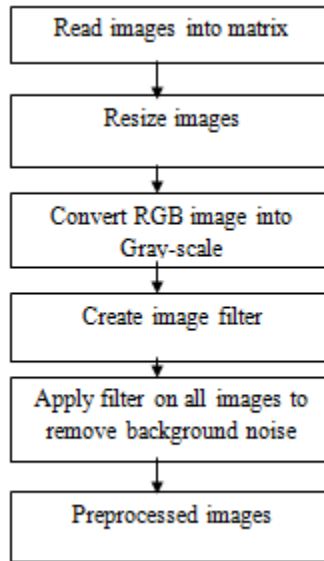 Read images into matrix
Resize images
Convert RGB image into
Gray-scale
Create image filter
Apply filter on all images to
remove background noise
Preprocessed images